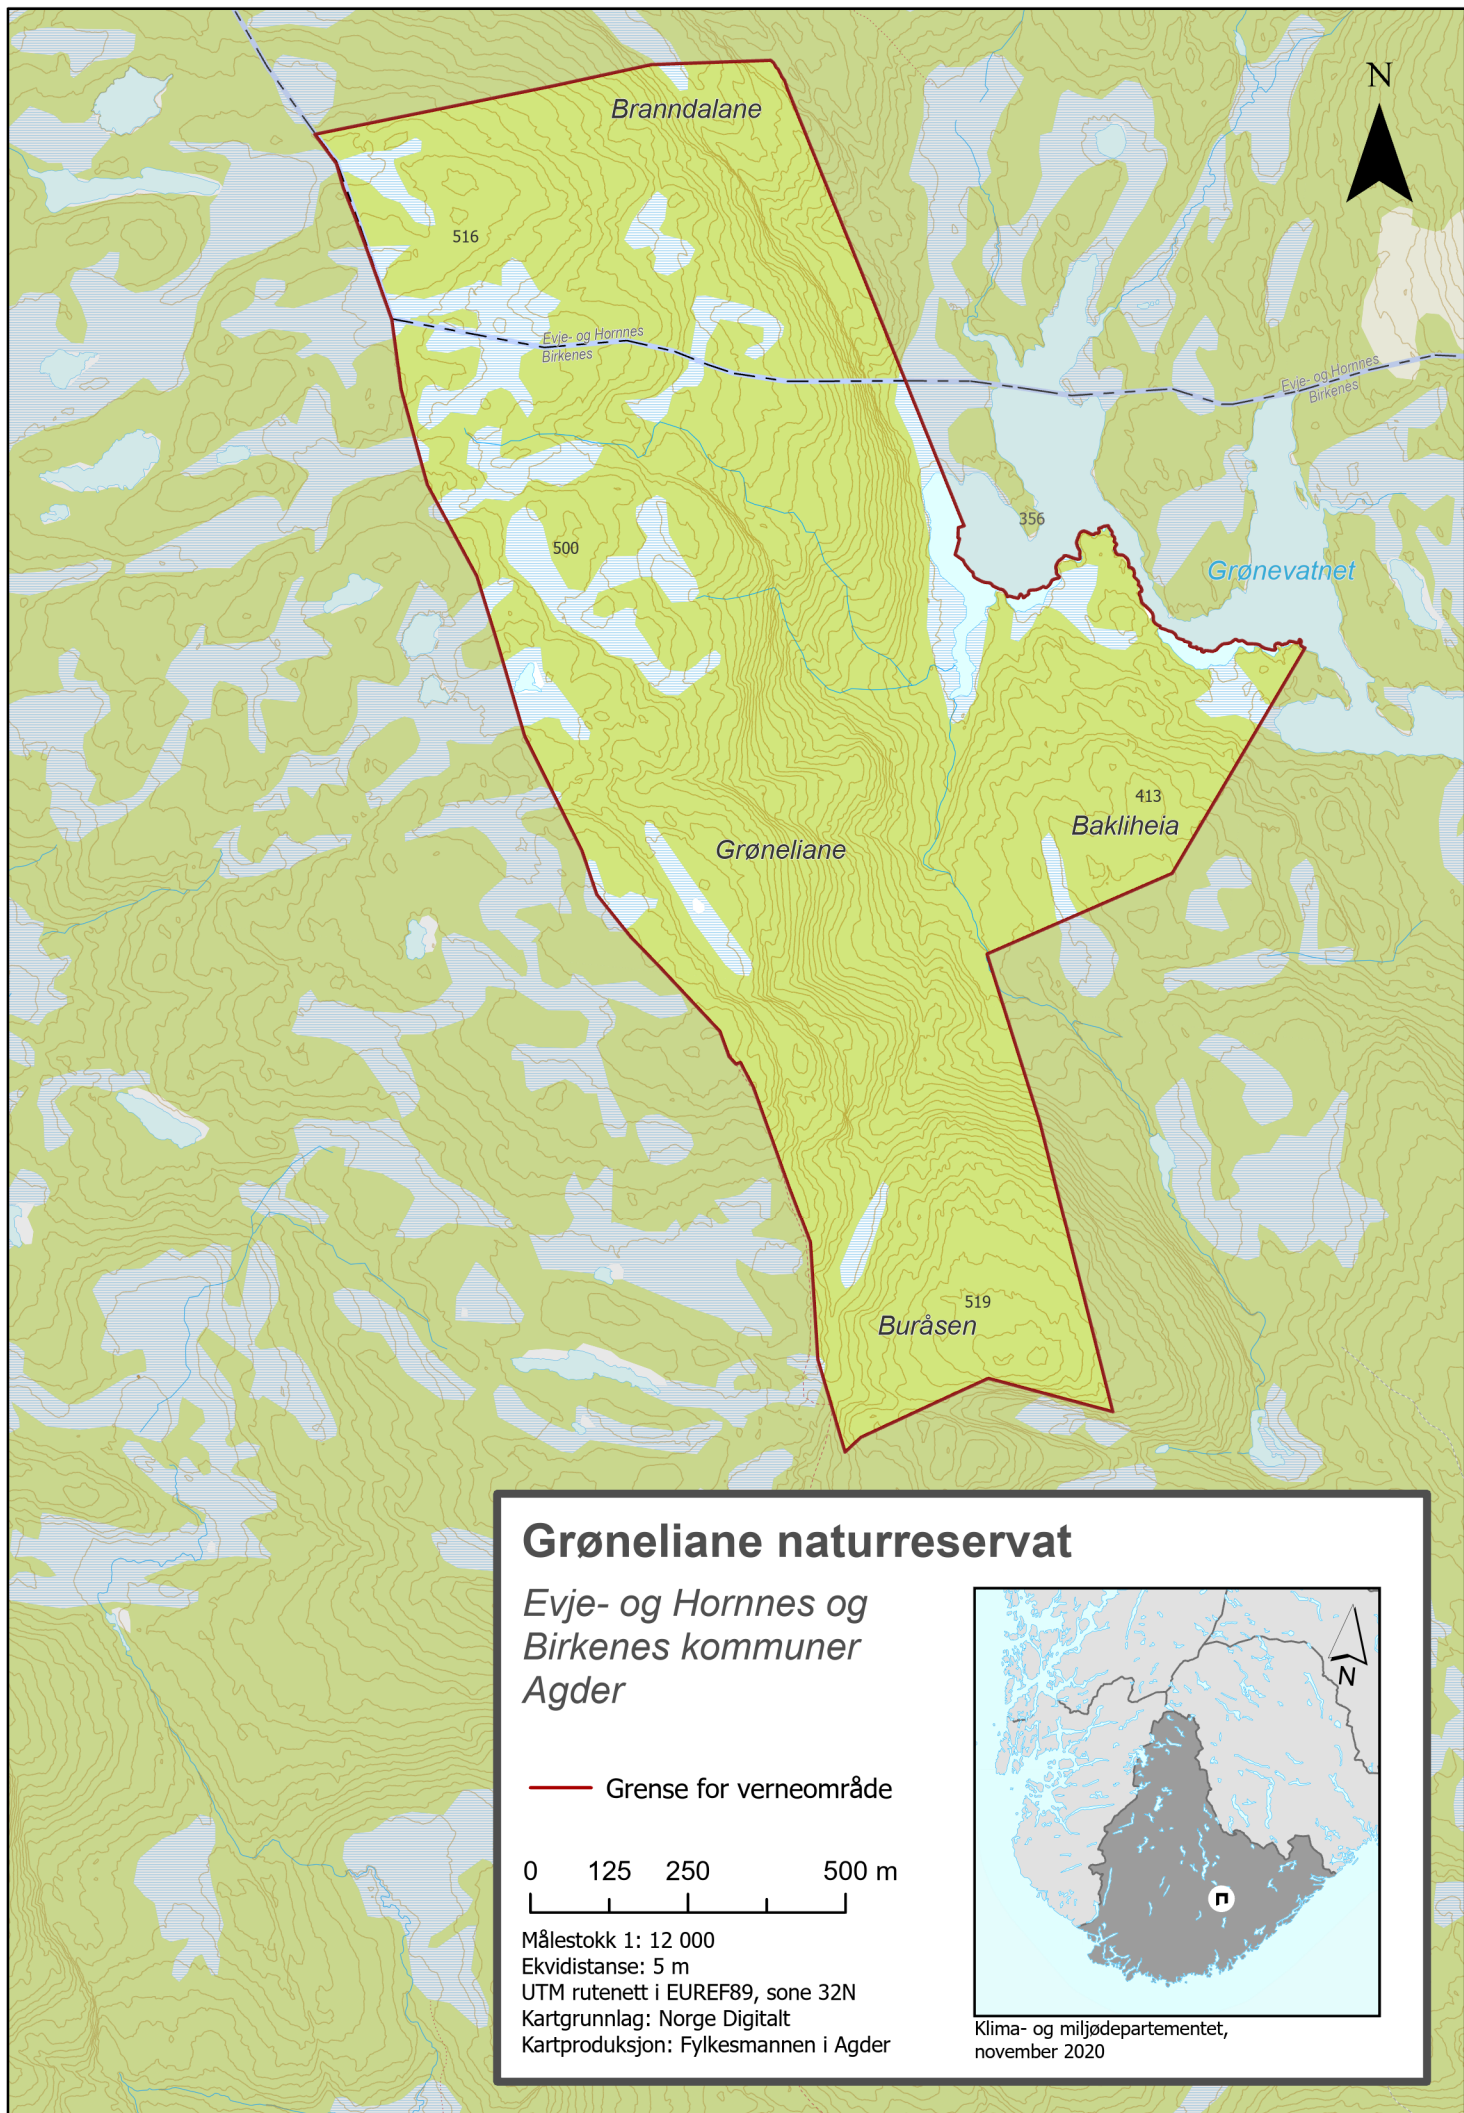 N
Branndalane
516
Evje- og Hornnes
Birkenes
Evje- og Hornnes
Birkenes
356
500
Grønevatnet
413
Bakliheia
Grøneliane
519
Buråsen
Grøneliane naturreservat
Evje- og Hornnes og
Birkenes kommuner
Agder
Grense for verneområde
0 125 250 500 m
Målestokk 1: 12 000
Ekvidistanse: 5 m
UTM rutenett i EUREF89, sone 32N
Kartgrunnlag: Norge Digitalt
Kartproduksjon: Fylkesmannen i Agder
N
Klima- og miljødepartementet,
november 2020